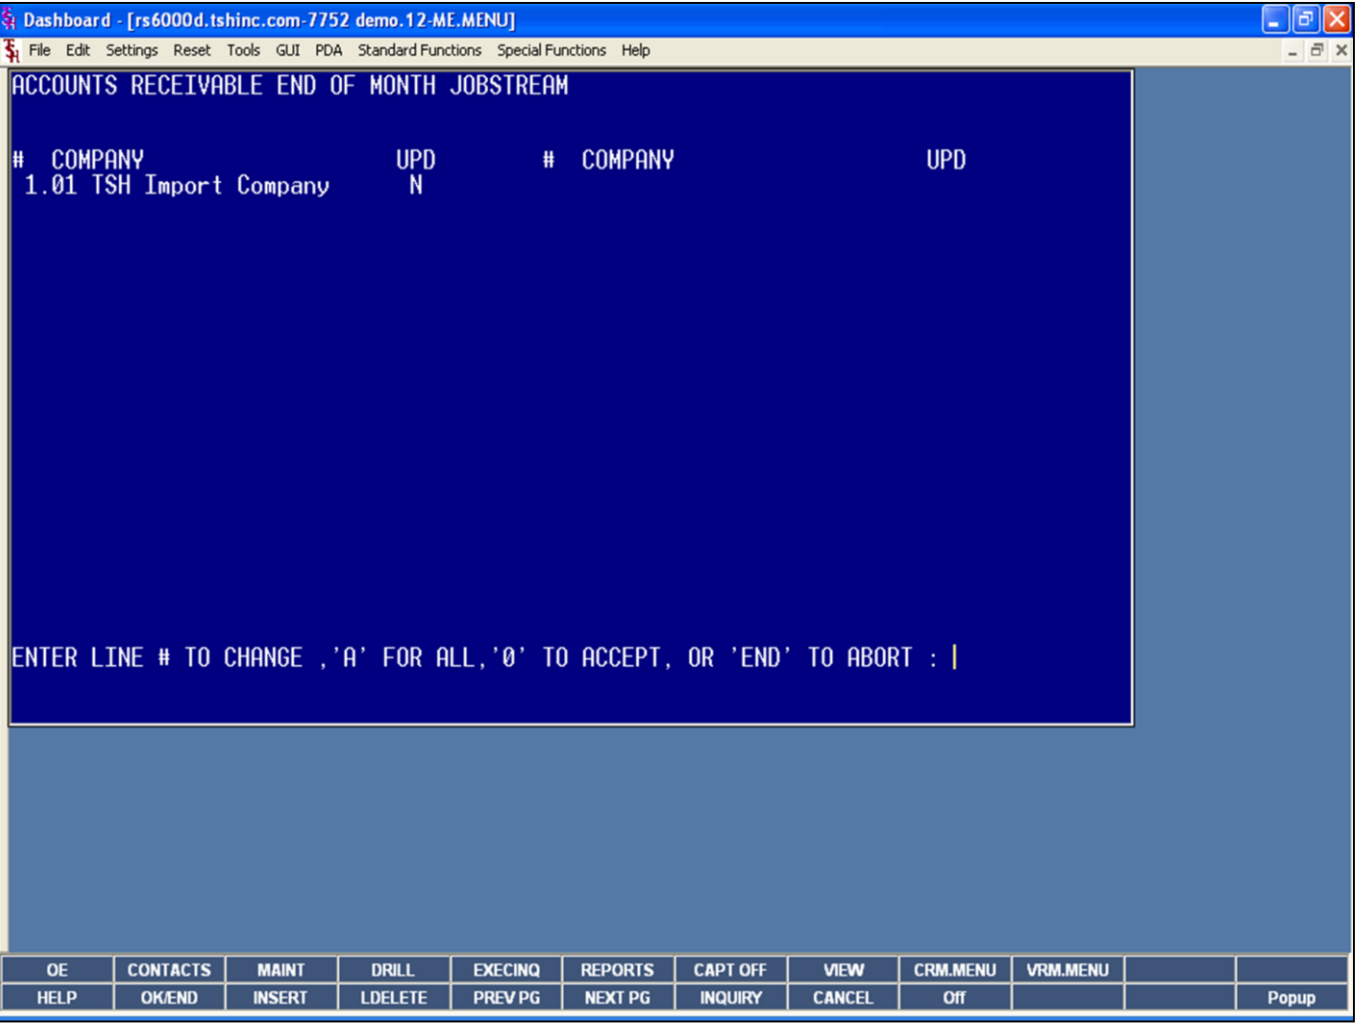 Dashboard - [rs6000d.tshinc.com-7752 demo.12-ME.MENU]
File Edit Settings Reset Tools GUI PDA Standard Functions Special Functions Help
ACCOUNTS RECEIVABLE END OF MONTH JOBSTREAM
# COMPANY UPD # COMPANY UPD
1.01 TSH Import Company N
ENTER LINE # TO CHANGE ,'A' FOR ALL,'0' TO ACCEPT, OR 'END' TO ABORT :
OE CONTACTS MAINT DRILL EXECINQ REPORTS CAPT OFF VIEW CRM.MENU VRM.MENU
HELP OK/END INSERT LDELETE PREV PG NEXT PG INQUIRY CANCEL Off Popup